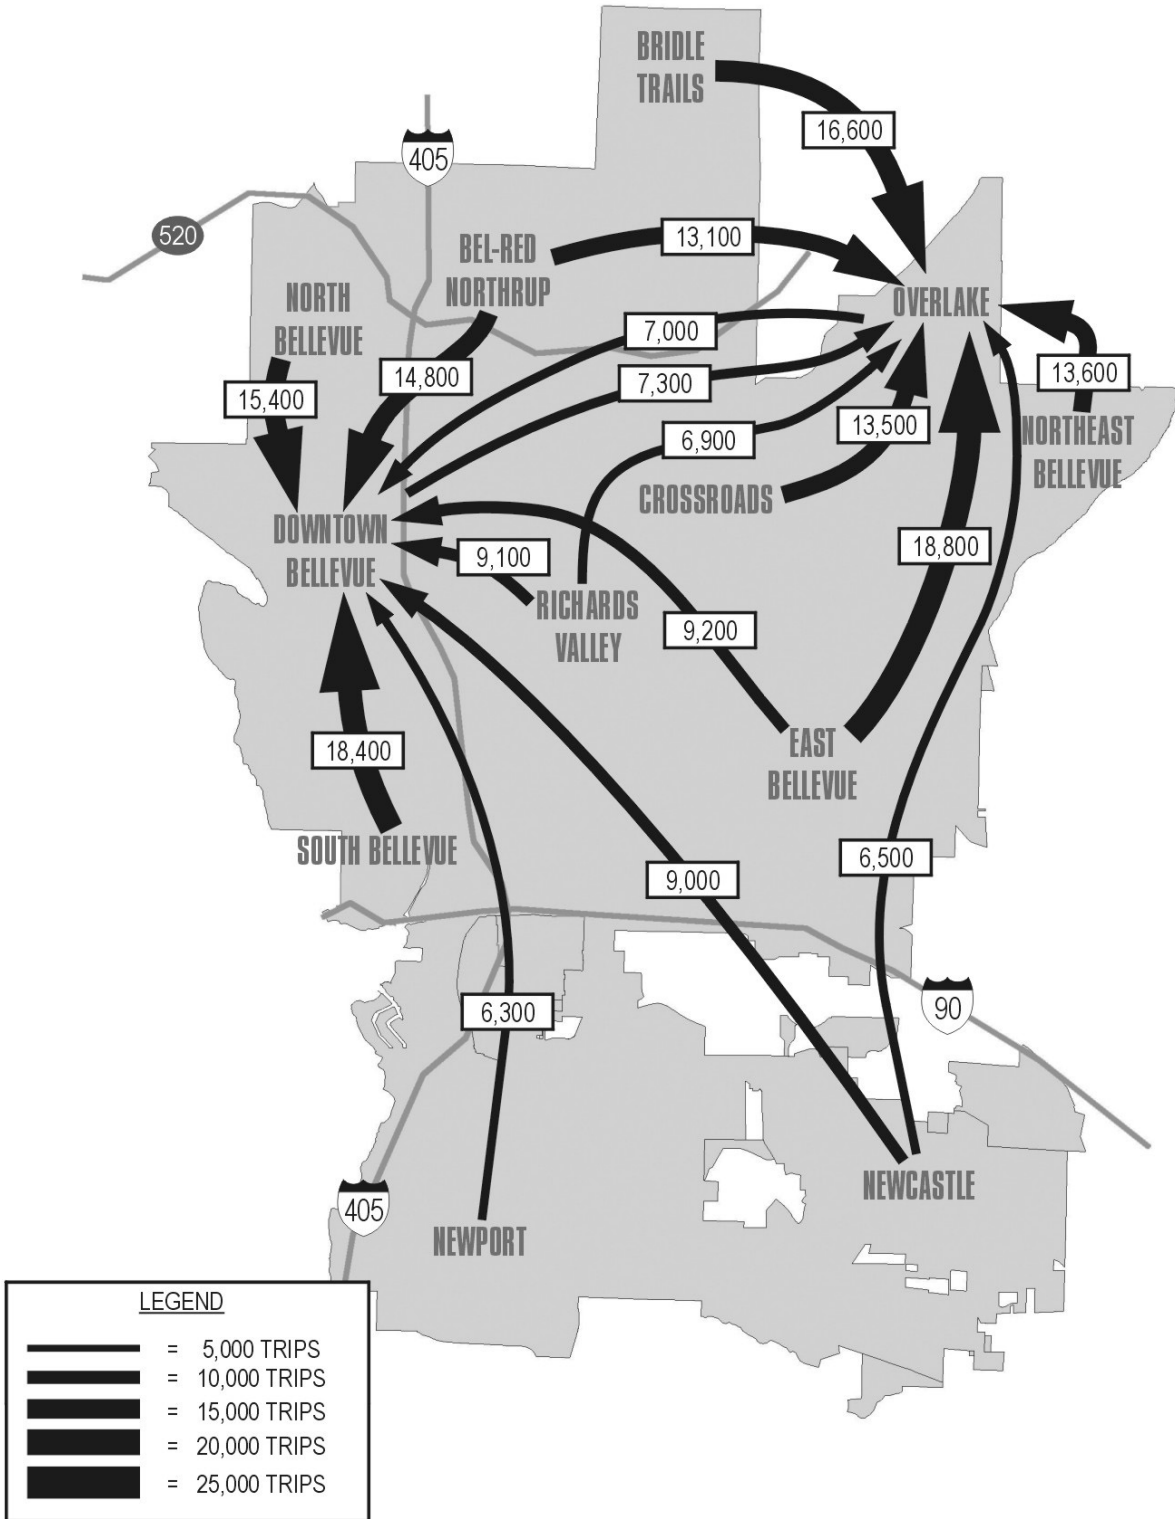 BRIDLE
TRAILS
16,600
405
520
BEL-RED
NORTHRUP
13,100
NORTH
BELLEVUE
OVERLAKE
7,000
14,800
7,300
13,600
15,400
6,900
13,500
NORTHEAST
BELLEVUE
CROSSROADS
DOWNTOWN
BELLEVUE
18,800
9,100
RICHARDS
VALLEY
9,200
18,400
EAST
BELLEVUE
SOUTH BELLEVUE
6,500
9,000
6,300
90
NEWCASTLE
405
NEWPORT
LEGEND
= 5,000 TRIPS
= 10,000 TRIPS
= 15,000 TRIPS
= 20,000 TRIPS
= 25,000 TRIPS